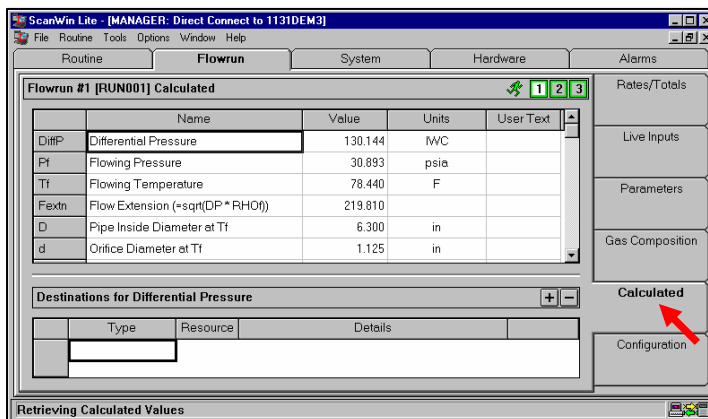 ScanWin Lite - [MANAGER: Direct Connect to 1131DEM3]
File Routine Tools Options Window Help
Routine Flowrun System Hardware Alarms
Flowrun #1 [RUN001] Calculated 1 2 3
Name Value Units User Text
DiffP Differential Pressure 130.144 IWC
Pf Flowing Pressure 30.893 psia
Tf Flowing Temperature 78.440 F
Fextn Flow Extension (=sqrt(DP * RHOf)) 219.810
D Pipe Inside Diameter at Tf 6.300 in
d Orifice Diameter at Tf 1.125 in
Destinations for Differential Pressure + -
Type Resource Details
Rates/Totals
Live Inputs
Parameters
Gas Composition
Calculated
Configuration
Retrieving Calculated Values